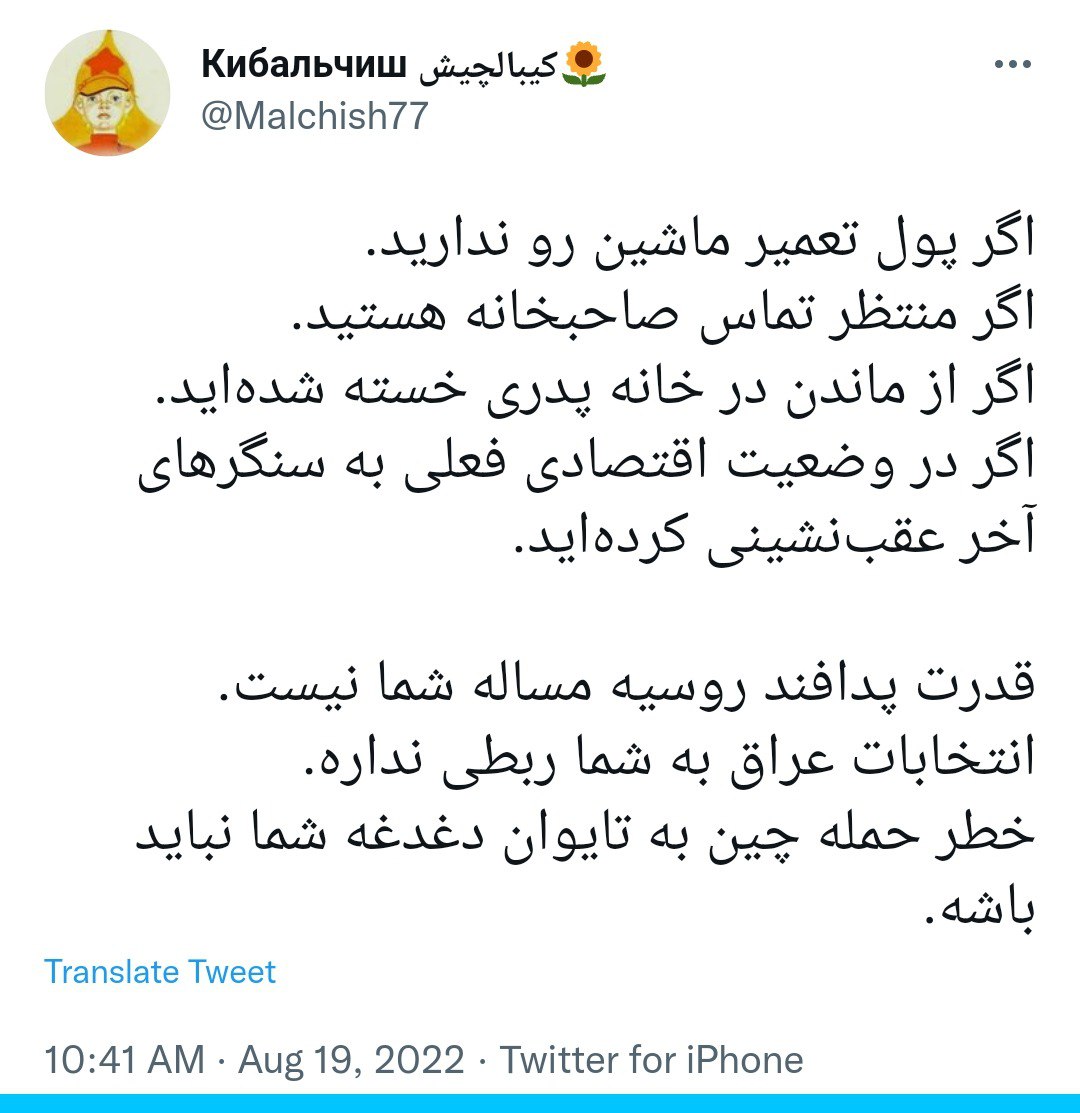 Кибальчиш کیبالچیش🌻
@Malchish77
اگر پول تعمیر ماشین رو ندارید.
اگر منتظر تماس صاحبخانه هستید.
اگر از ماندن در خانه پدری خسته شده‌اید.
اگر در وضعیت اقتصادی فعلی به سنگرهای
آخر عقب‌نشینی کرده‌اید.
قدرت پدافند روسیه مساله شما نیست.
انتخابات عراق به شما ربطی نداره.
خطر حمله چین به تایوان دغدغه شما نباید
باشه.
Translate Tweet
10:41 AM · Aug 19, 2022 · Twitter for iPhone